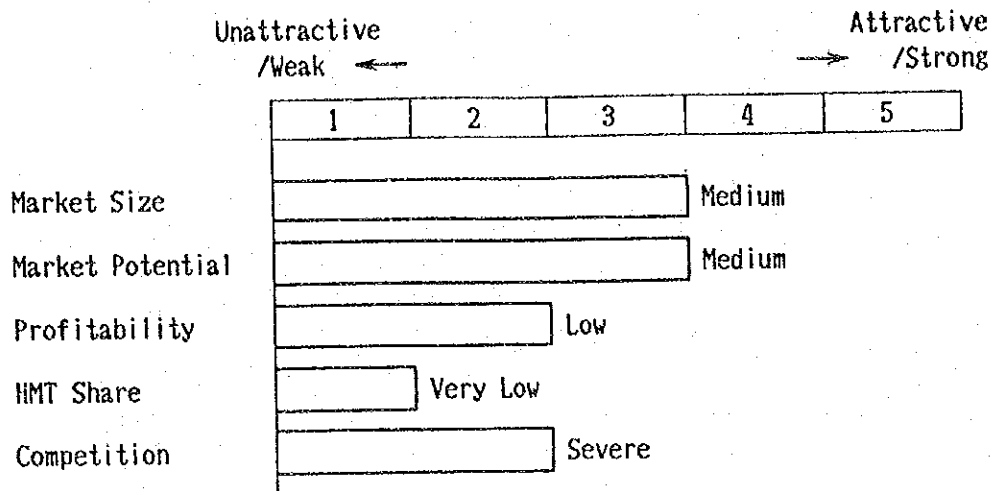 Unattractive
/Weak ←
Attractive
→ /Strong
1 2 3 4 5
Market Size Medium
Market Potential Medium
Profitability Low
HMT Share Very Low
Competition Severe